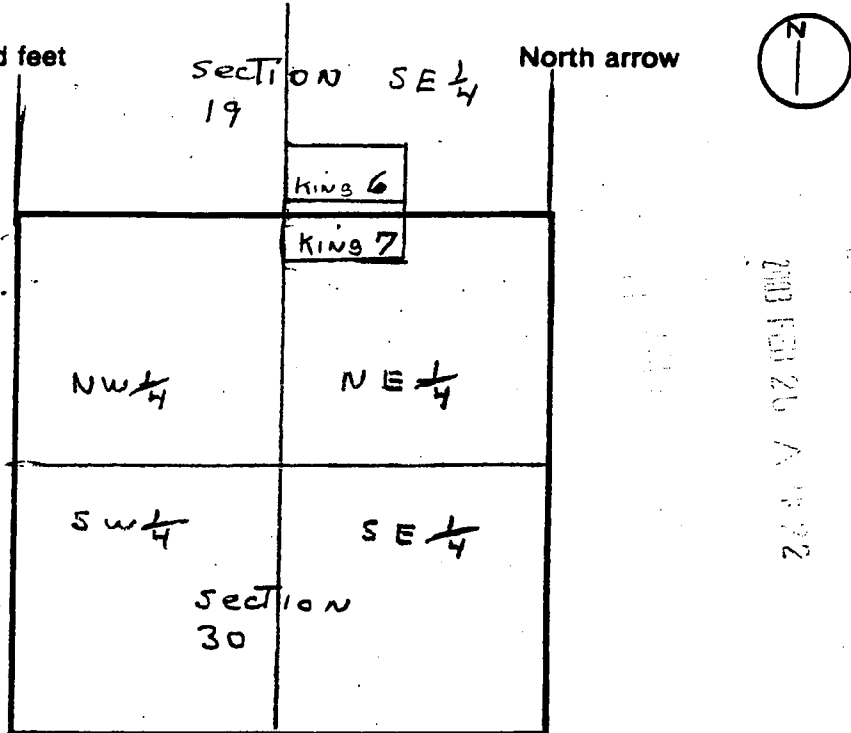 d feet
North arrow
N
Section SE 1/4
19
King 6
King 7
NW 1/4
NE 1/4
SW 1/4
SE 1/4
Section
30